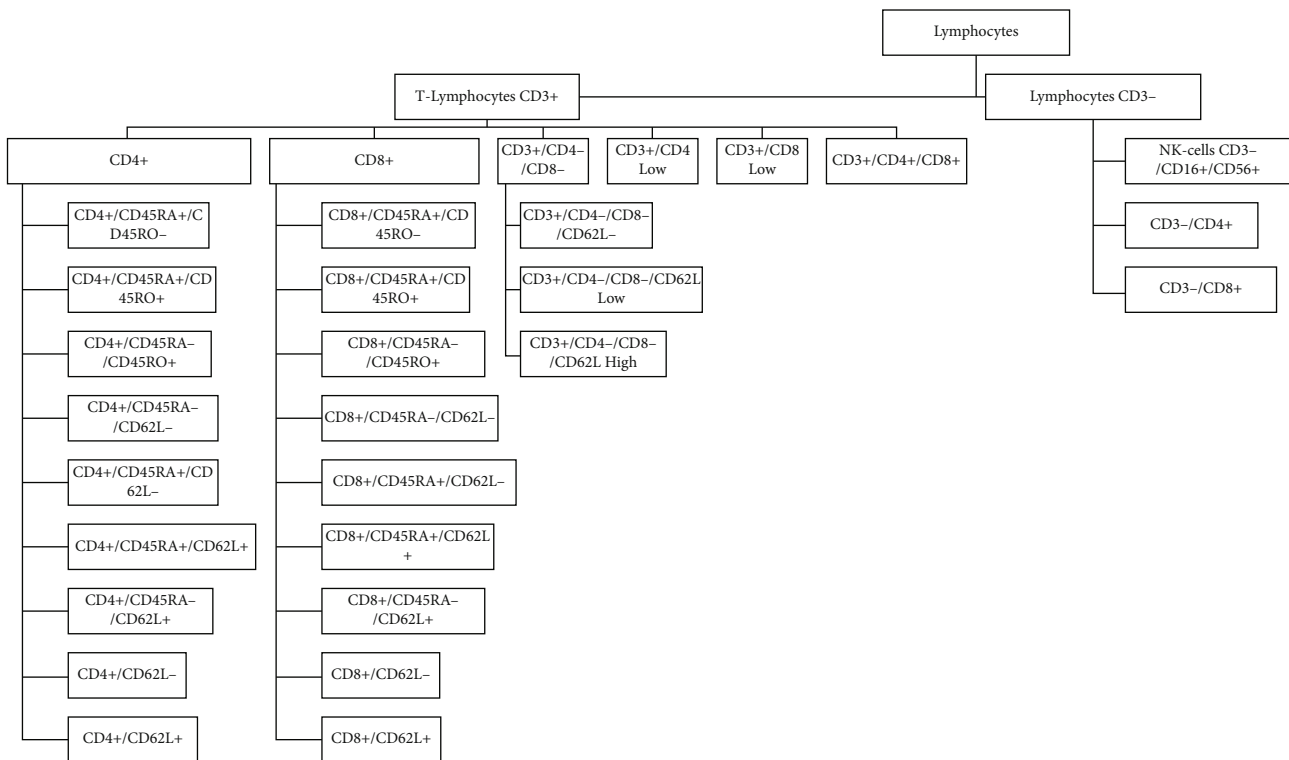 Lymphocytes
T-Lymphocytes CD3+
Lymphocytes CD3–
CD4+
CD8+
CD3+/CD4–
/CD8–
CD3+/CD4
Low
CD3+/CD8
Low
CD3+/CD4+/CD8+
NK-cells CD3–
/CD16+/CD56+
CD4+/CD45RA+/C
D45RO–
CD8+/CD45RA+/CD
45RO–
CD3+/CD4–/CD8–
/CD62L–
CD3–/CD4+
CD4+/CD45RA+/CD
45RO+
CD8+/CD45RA+/CD
45RO+
CD3+/CD4–/CD8–/CD62L
Low
CD3–/CD8+
CD4+/CD45RA–
/CD45RO+
CD8+/CD45RA–
/CD45RO+
CD3+/CD4–/CD8–
/CD62L High
CD4+/CD45RA–
/CD62L–
CD8+/CD45RA–/CD62L–
CD4+/CD45RA+/CD
62L–
CD8+/CD45RA+/CD62L–
CD4+/CD45RA+/CD62L+
CD8+/CD45RA+/CD62L
+
CD4+/CD45RA–
/CD62L+
CD8+/CD45RA–
/CD62L+
CD4+/CD62L–
CD8+/CD62L–
CD4+/CD62L+
CD8+/CD62L+